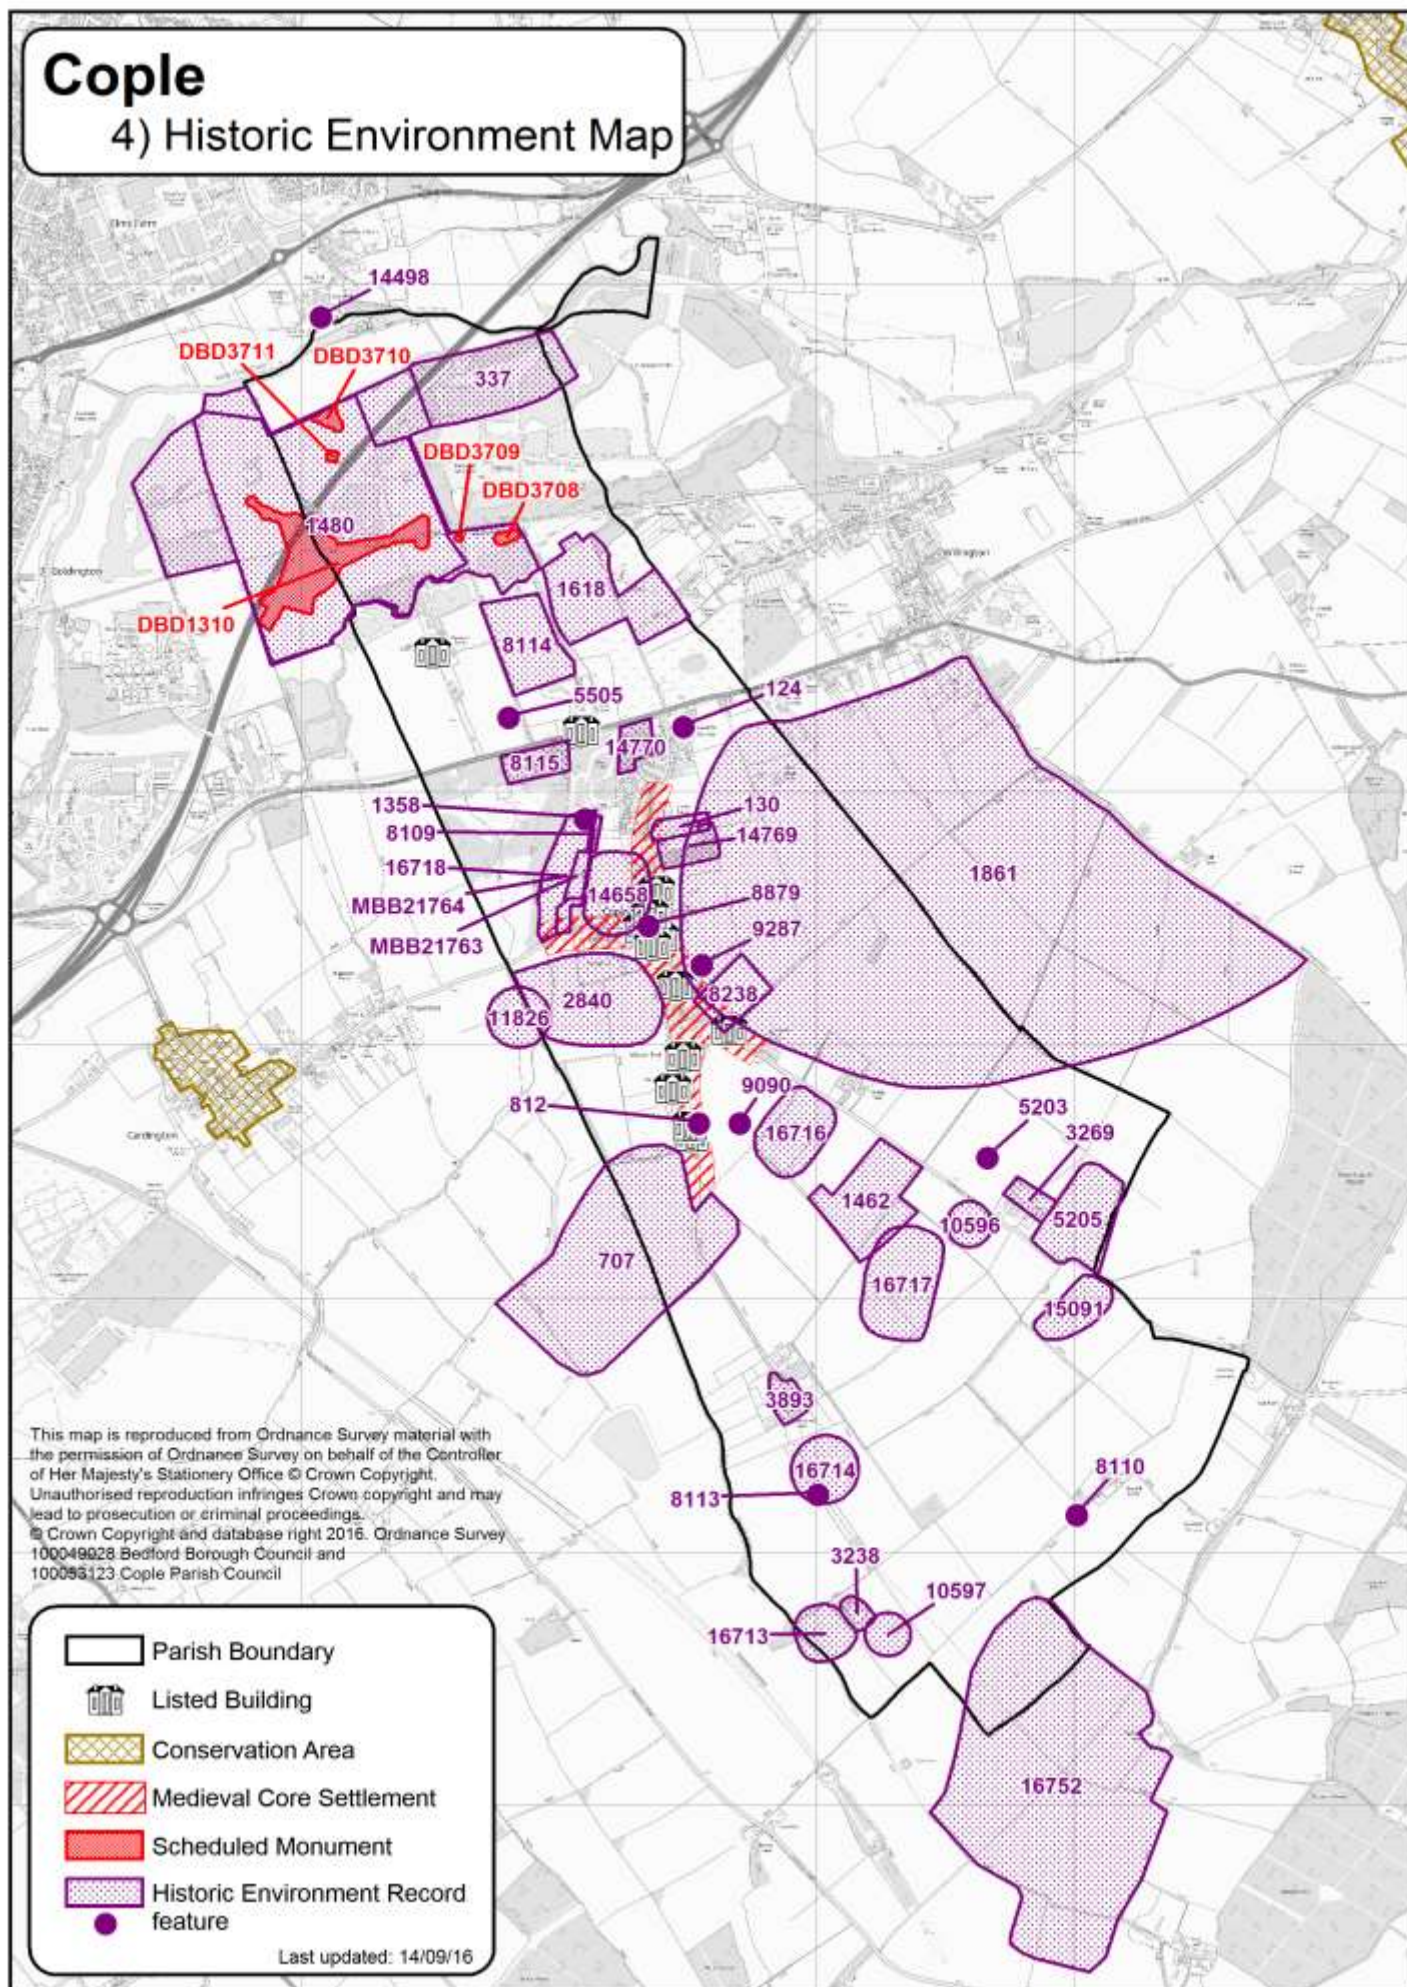 Cople
4) Historic Environment Map
14498
DBD3711
DBD3710
337
DBD3709
DBD3708
1480
Goldington
Willington
1618
DBD1310
8114
5505
124
14770
8115
1358
130
8109
14769
16718
1861
14658
8879
MBB21764
9287
MBB21763
2840
8238
11826
9090
5203
812
16716
3269
Cardington
1462
10596
5205
707
16717
15091
3893
This map is reproduced from Ordnance Survey material with
the permission of Ordnance Survey on behalf of the Controller
of Her Majesty's Stationery Office © Crown Copyright.
Unauthorised reproduction infringes Crown copyright and may
lead to prosecution or criminal proceedings.
© Crown Copyright and database right 2016. Ordnance Survey
100049028 Bedford Borough Council and
100053123 Cople Parish Council
16714
8113
8110
3238
10597
16713
16752
Parish Boundary
Listed Building
Conservation Area
Medieval Core Settlement
Scheduled Monument
Historic Environment Record
feature
Last updated: 14/09/16